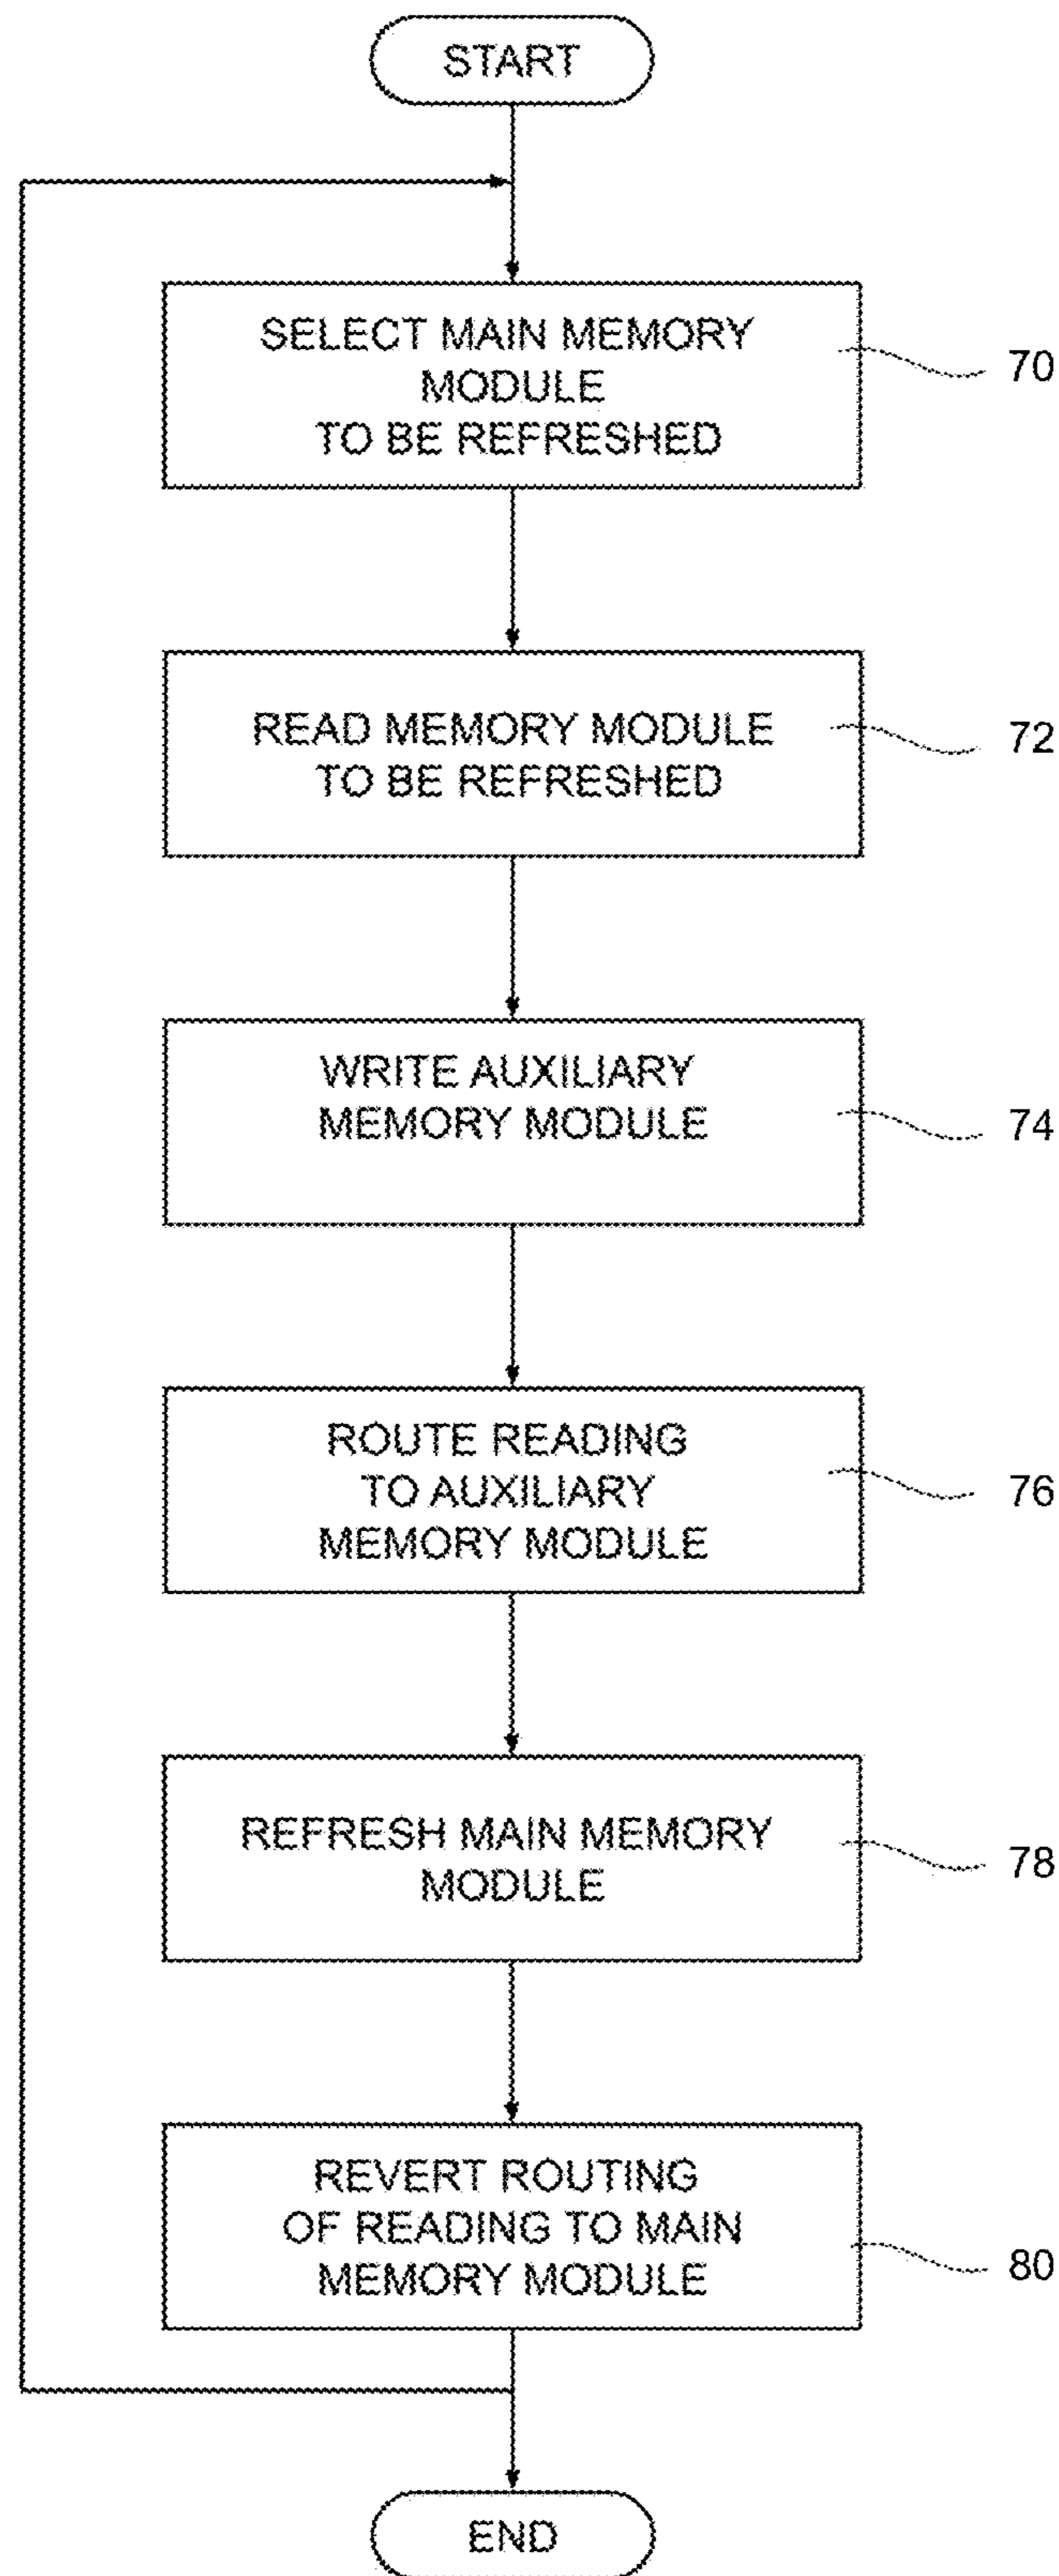 START
SELECT MAIN MEMORY
MODULE
TO BE REFRESHED
70
READ MEMORY MODULE
TO BE REFRESHED
72
WRITE AUXILIARY
MEMORY MODULE
74
ROUTE READING
TO AUXILIARY
MEMORY MODULE
76
REFRESH MAIN MEMORY
MODULE
78
REVERT ROUTING
OF READING TO MAIN
MEMORY MODULE
80
END